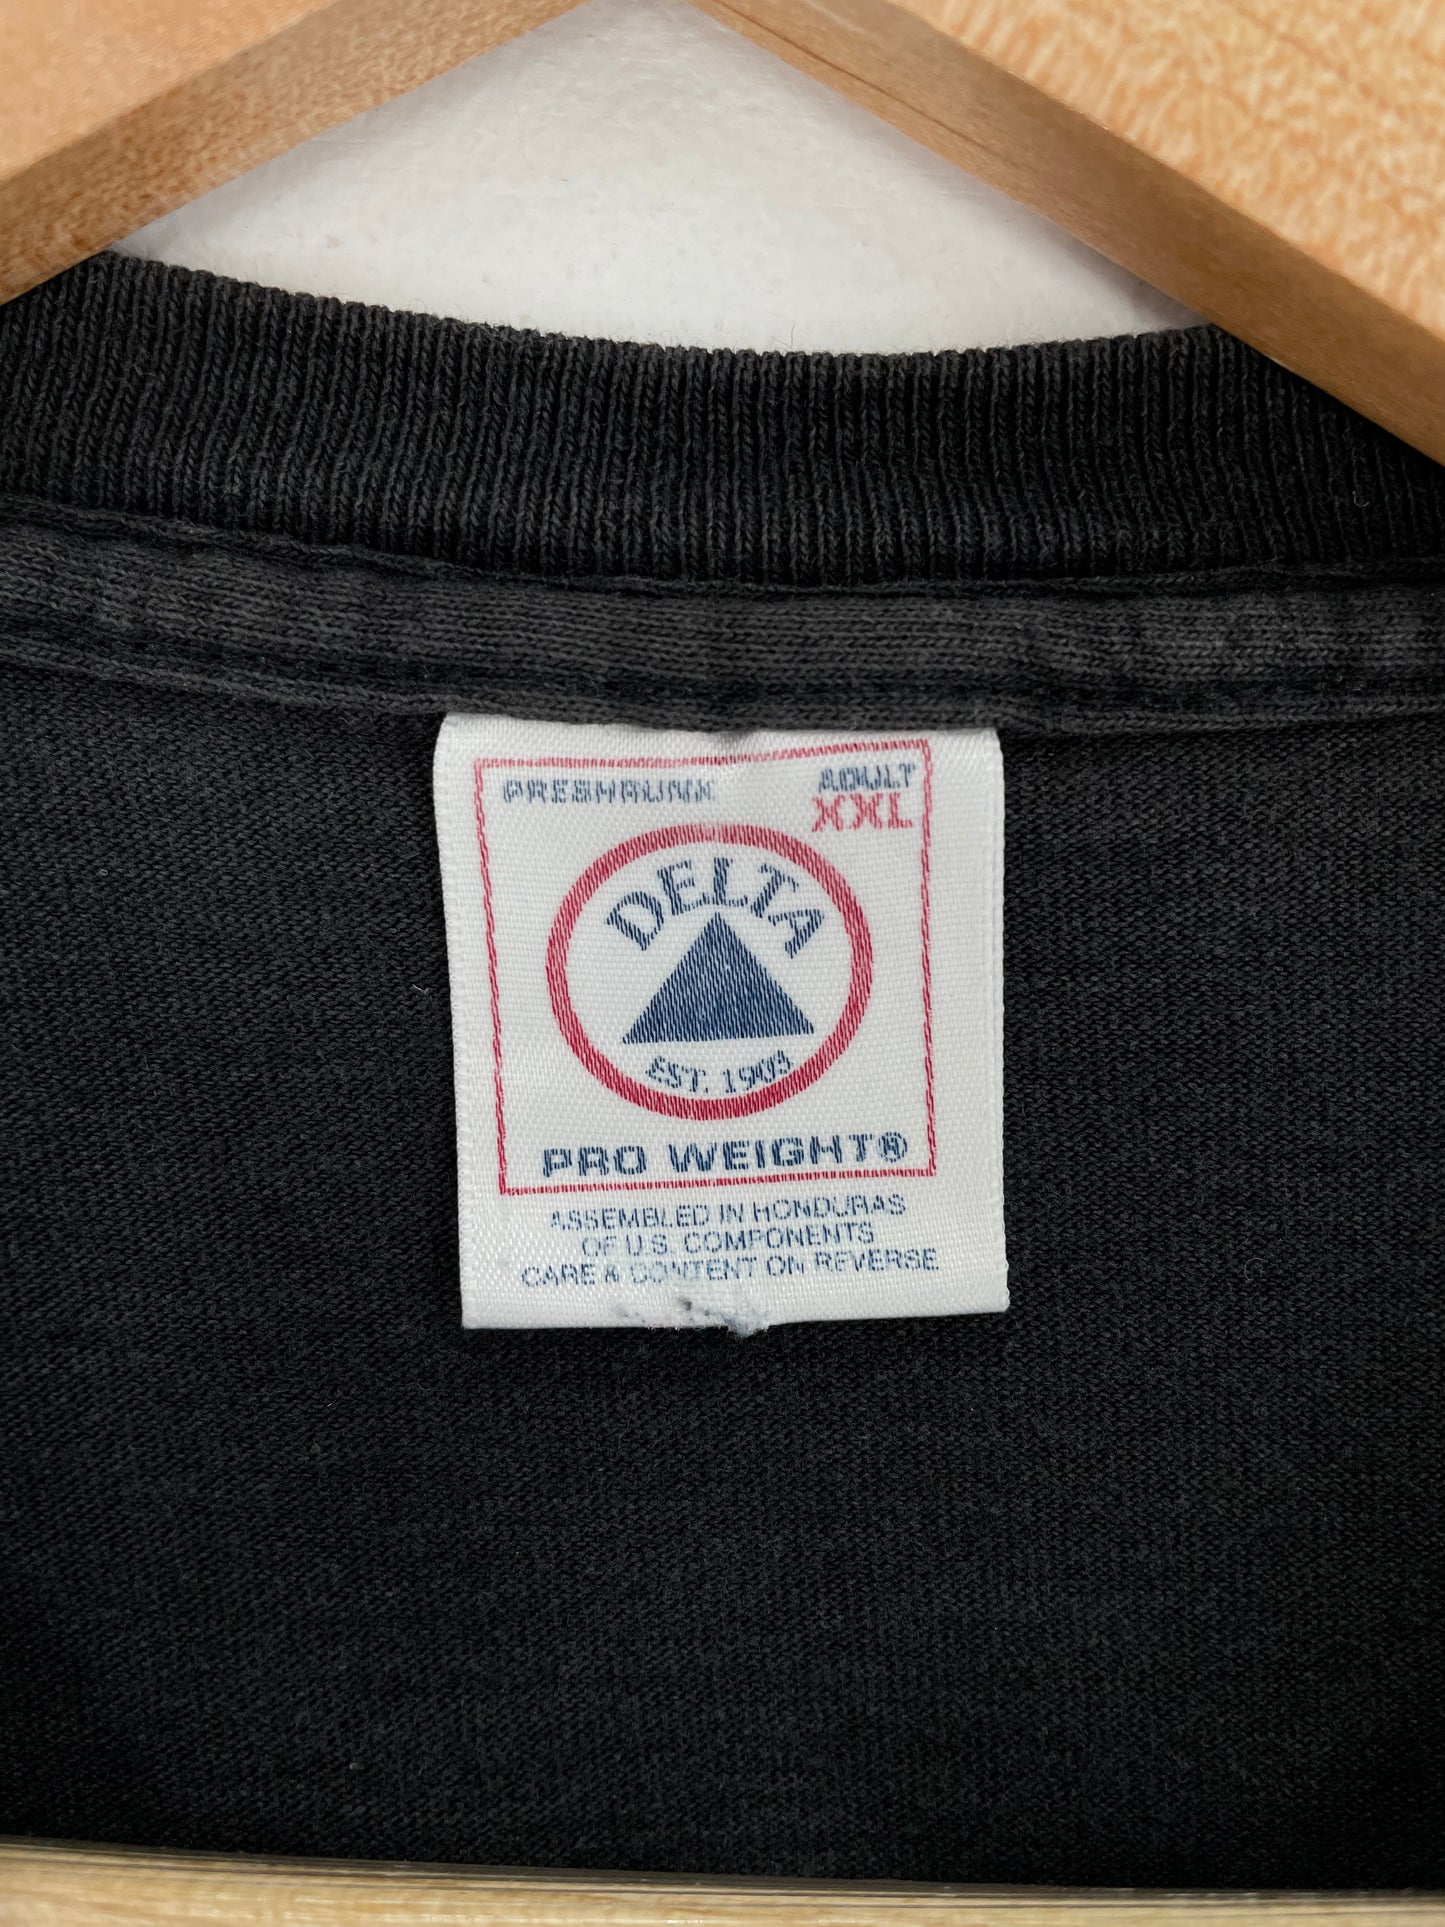 PRESHRUNK
ADULT
XXL
DELTA
EST. 1903
PRO WEIGHT®
ASSEMBLED IN HONDURAS
OF U.S. COMPONENTS
CARE & CONTENT ON REVERSE